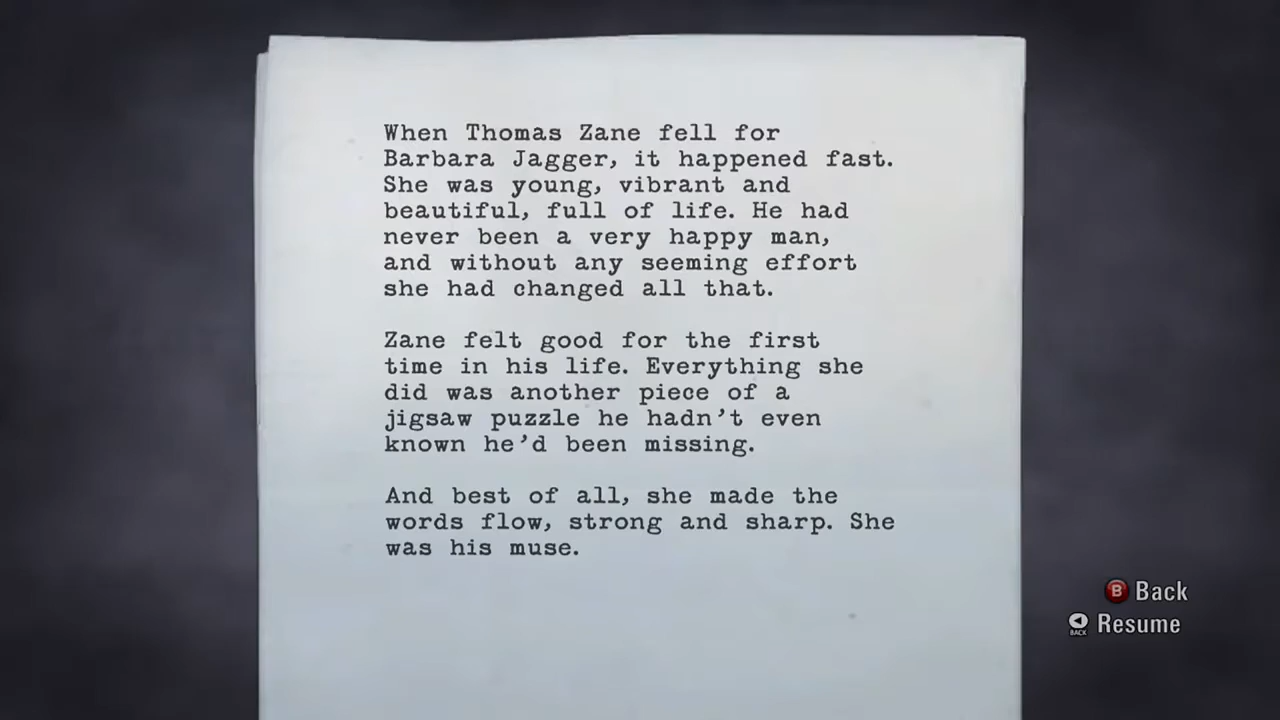 When Thomas Zane fell for
Barbara Jagger, it happened fast.
She was young, vibrant and
beautiful, full of life. He had
never been a very happy man,
and without any seeming effort
she had changed all that.
Zane felt good for the first
time in his life. Everything she
did was another piece of a
jigsaw puzzle he hadn't even
known he'd been missing.
And best of all, she made the
words flow, strong and sharp. She
was his muse.
B Back
BACK Resume